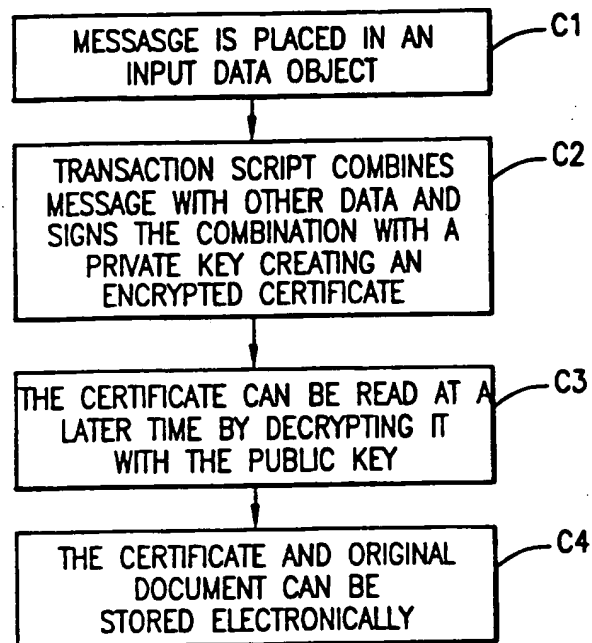 MESSASGE IS PLACED IN AN
INPUT DATA OBJECT
C1
TRANSACTION SCRIPT COMBINES
MESSAGE WITH OTHER DATA AND
SIGNS THE COMBINATION WITH A
PRIVATE KEY CREATING AN
ENCRYPTED CERTIFICATE
C2
THE CERTIFICATE CAN BE READ AT A
LATER TIME BY DECRYPTING IT
WITH THE PUBLIC KEY
C3
THE CERTIFICATE AND ORIGINAL
DOCUMENT CAN BE
STORED ELECTRONICALLY
C4